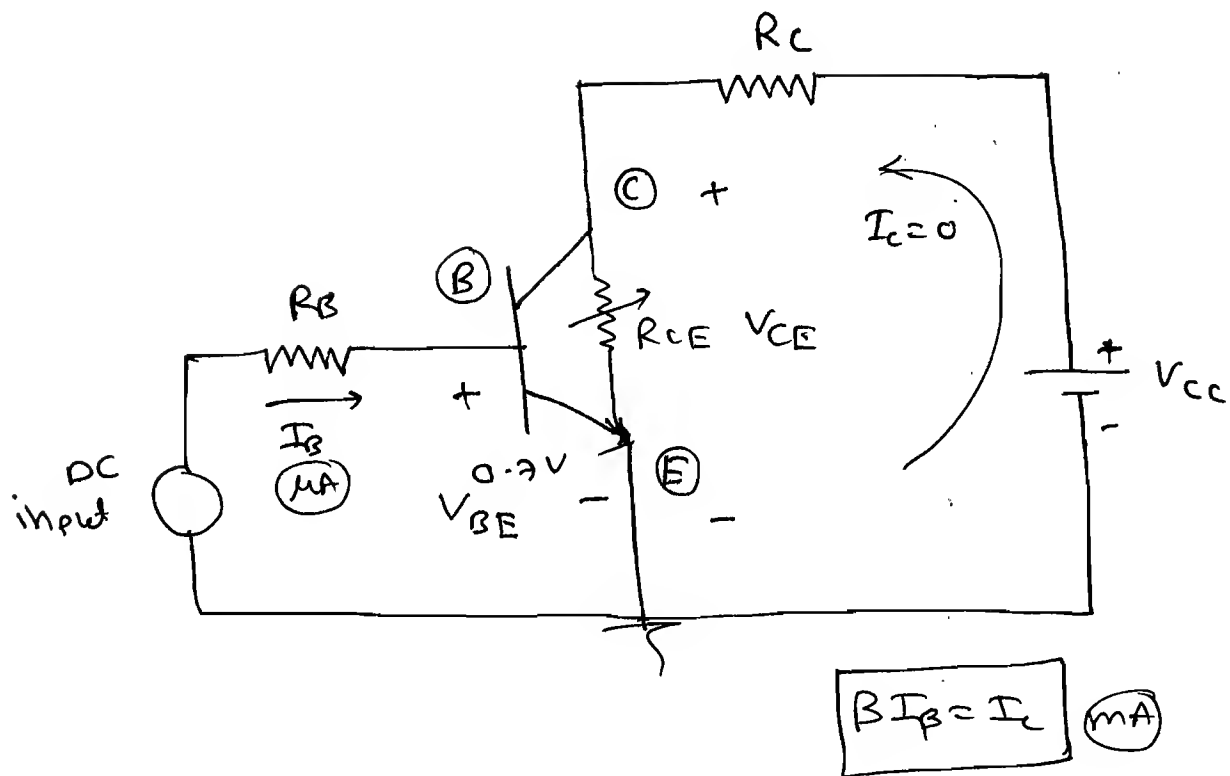 RC
C +
IC=0
B
RB
RCE VCE
+
+
VCC
-
IB
μA
DC
input
0.7V
VBE
-
E
-
βIB=IC
mA